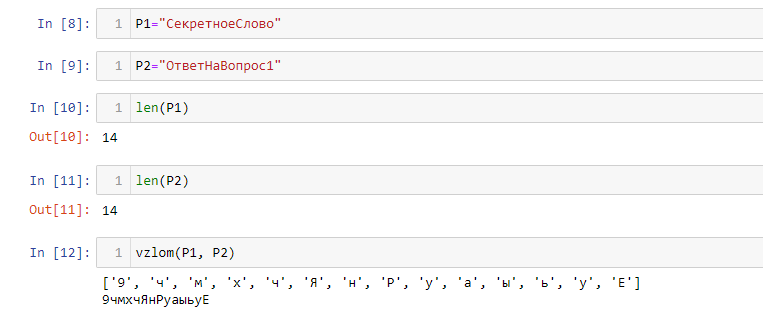 In [8]: 1 P1="СекретноеСлово"
In [9]: 1 P2="ОтветНаВопрос1"
In [10]: 1 len(P1)
Out[10]: 14
In [11]: 1 len(P2)
Out[11]: 14
In [12]: 1 vzlom(P1, P2)
['9', 'ч', 'м', 'х', 'ч', 'Я', 'н', 'Р', 'у', 'а', 'ы', 'ь', 'у', 'Е']
9чмхчЯнРуаыьуЕ